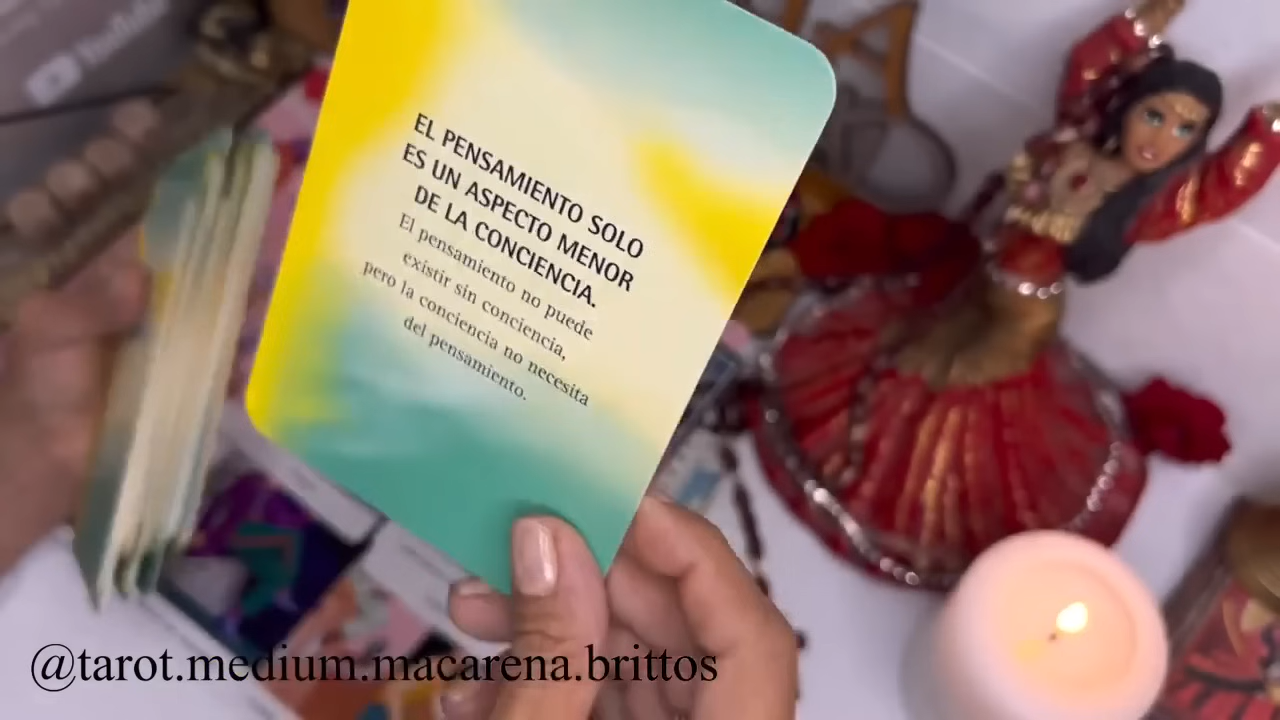 YouTube
EL PENSAMIENTO SOLO
ES UN ASPECTO MENOR
DE LA CONCIENCIA.
El pensamiento no puede
existir sin conciencia,
pero la conciencia no necesita
del pensamiento.
@tarot.medium.macarena.brittos